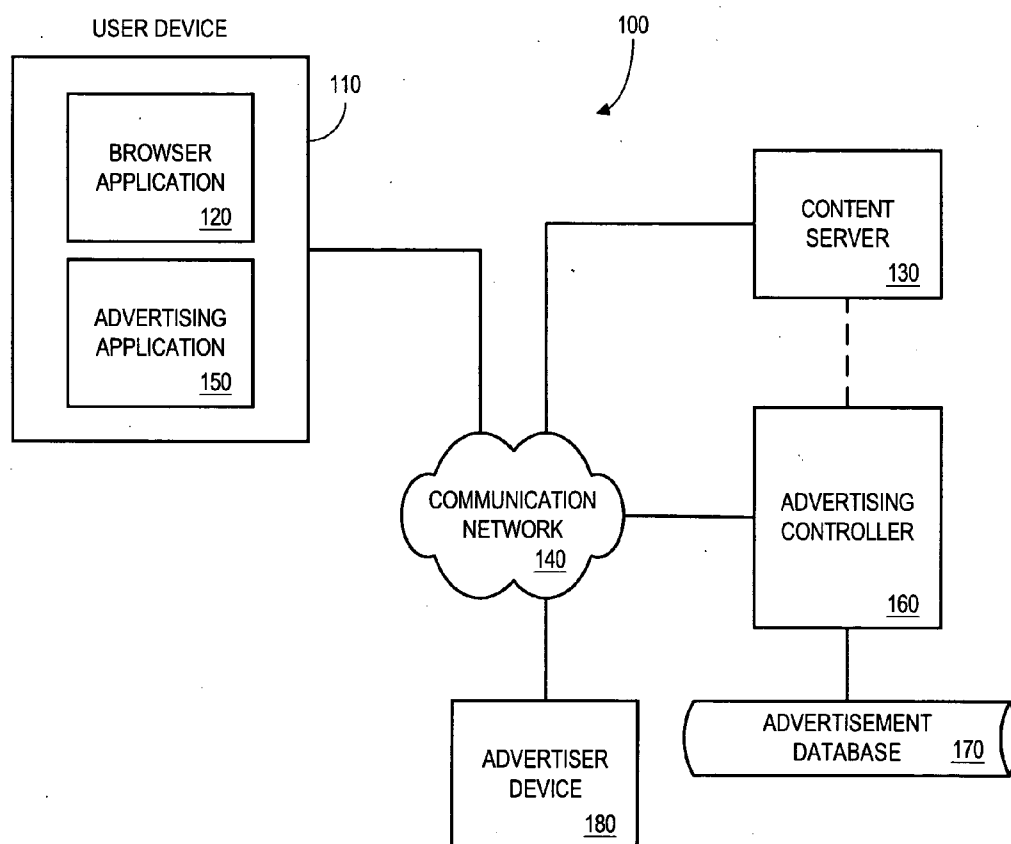 USER DEVICE
100
110
BROWSER
APPLICATION
120
ADVERTISING
APPLICATION
150
CONTENT
SERVER
130
COMMUNICATION
NETWORK
140
ADVERTISING
CONTROLLER
160
ADVERTISEMENT
DATABASE
170
ADVERTISER
DEVICE
180